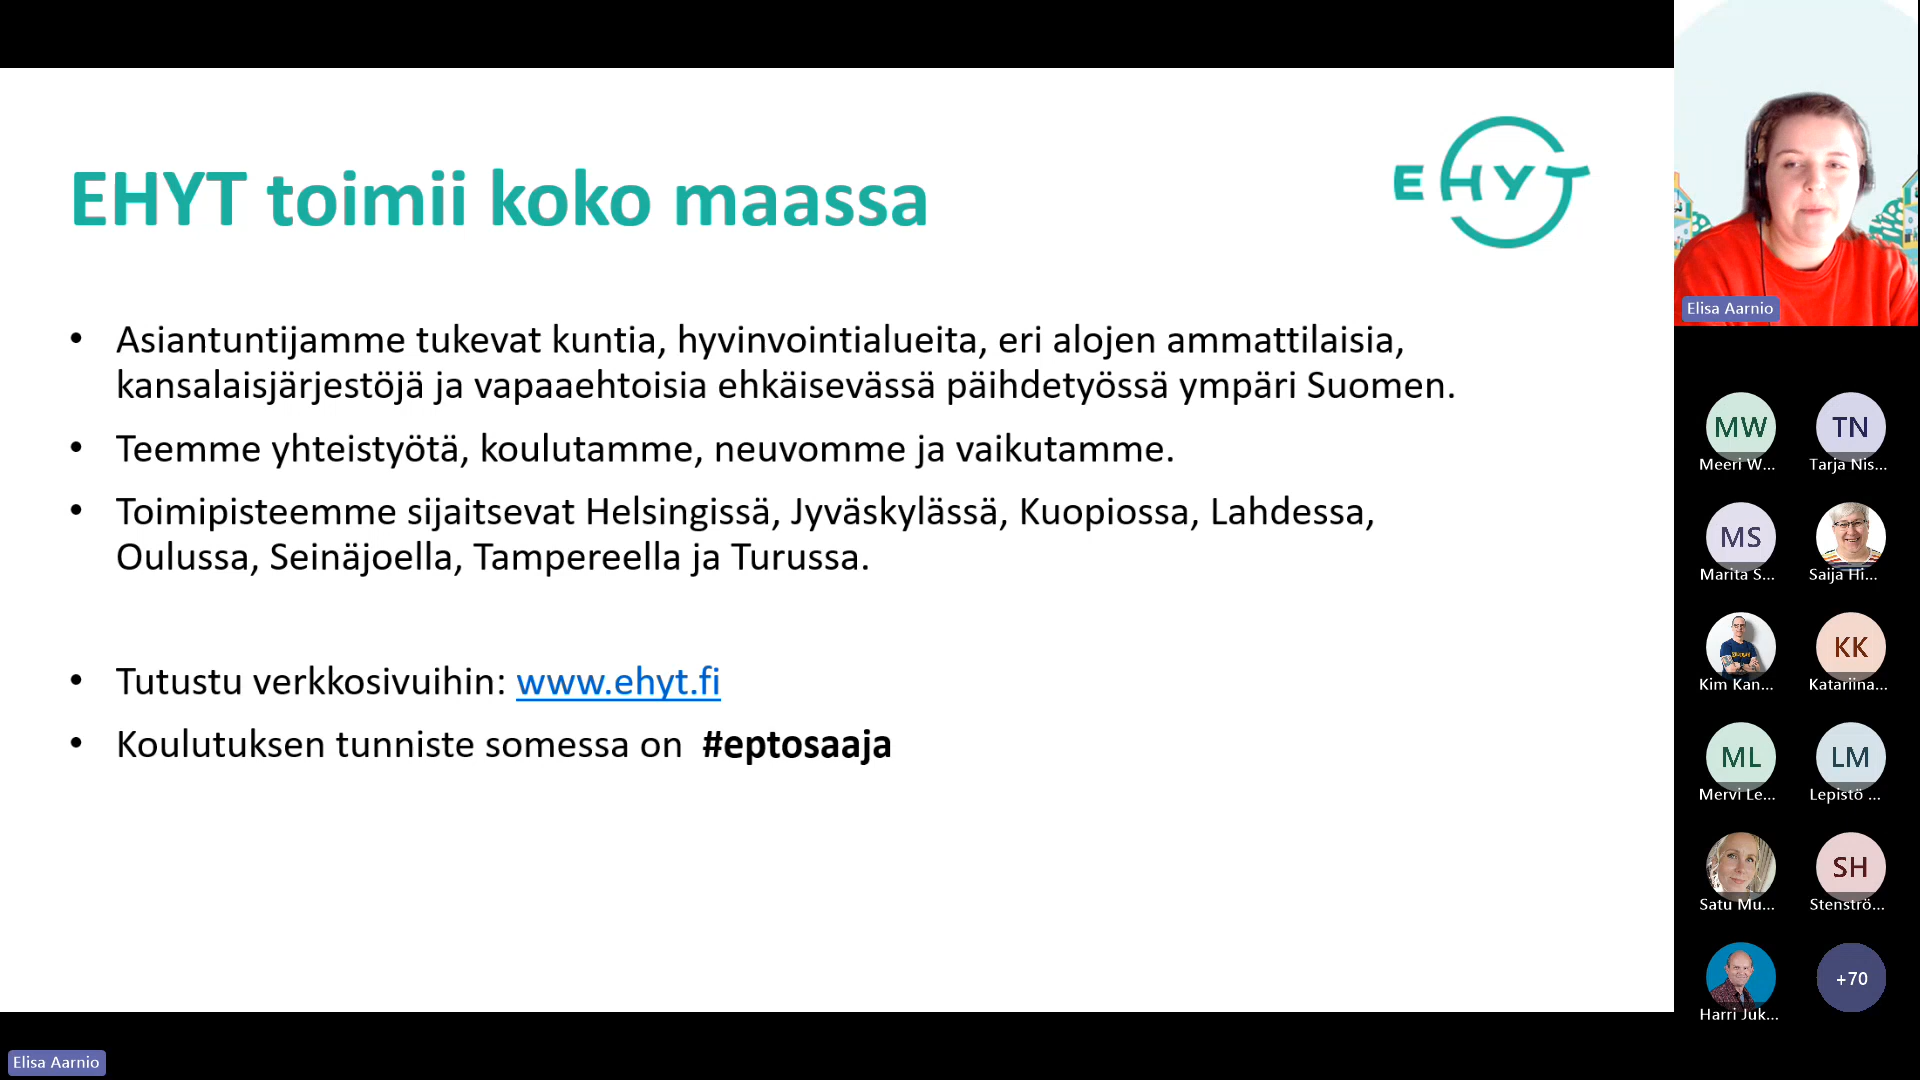 EHYT toimii koko maassa
EHYT
• Asiantuntijamme tukevat kuntia, hyvinvointialueita, eri alojen ammattilaisia,
kansalaisjärjestöjä ja vapaaehtoisia ehkäisevässä päihdetyössä ympäri Suomen.
• Teemme yhteistyötä, koulutamme, neuvomme ja vaikutamme.
• Toimipisteemme sijaitsevat Helsingissä, Jyväskylässä, Kuopiossa, Lahdessa,
Oulussa, Seinäjoella, Tampereella ja Turussa.
• Tutustu verkkosivuihin: www.ehyt.fi
• Koulutuksen tunniste somessa on #eptosaaja
Elisa Aarnio
MW
Meeri W...
TN
Tarja Nis...
MS
Marita S...
Saija Hi...
Kim Kan...
KK
Katariina...
ML
Mervi Le...
LM
Lepistö ...
Satu Mu...
SH
Stenströ...
Harri Juk...
+70
Elisa Aarnio